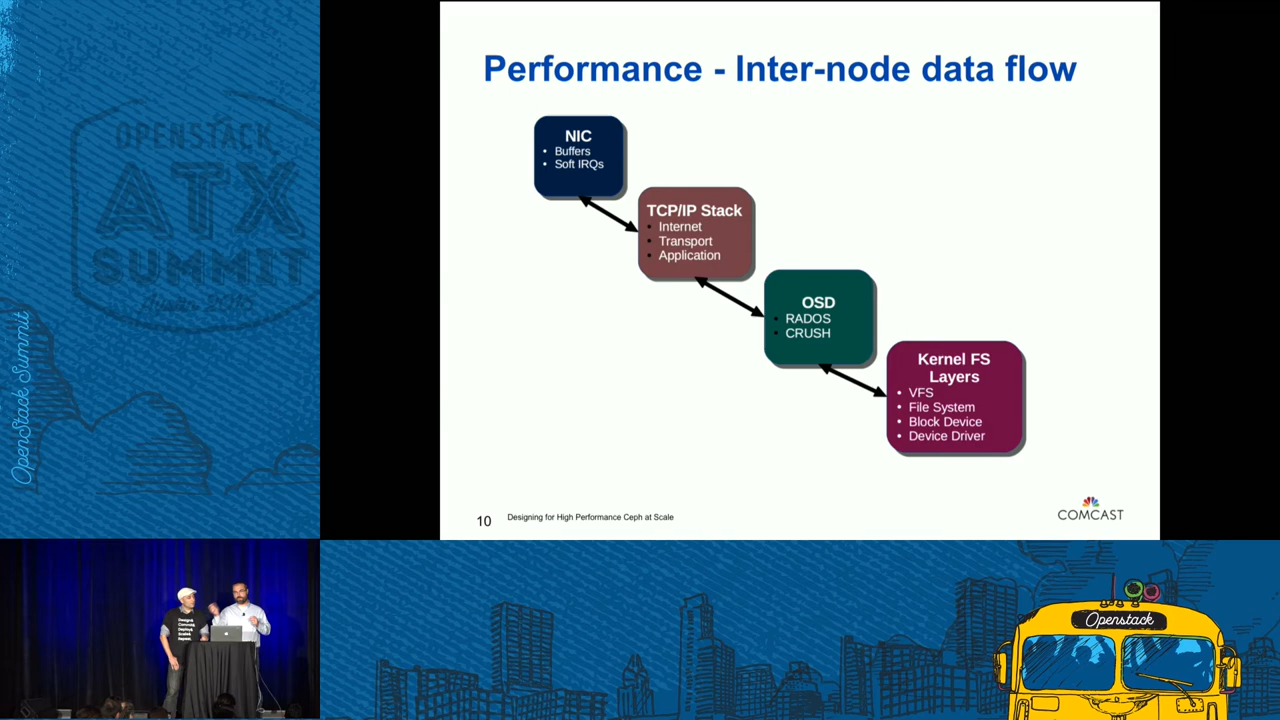 Performance - Inter-node data flow
NIC
• Buffers
• Soft IRQs
TCP/IP Stack
• Internet
• Transport
• Application
OSD
• RADOS
• CRUSH
Kernel FS
Layers
• VFS
• File System
• Block Device
• Device Driver
10
Designing for High Performance Ceph at Scale
COMCAST
OPENSTACK
ATX
SUMMIT
OpenStack Summit
Openstack